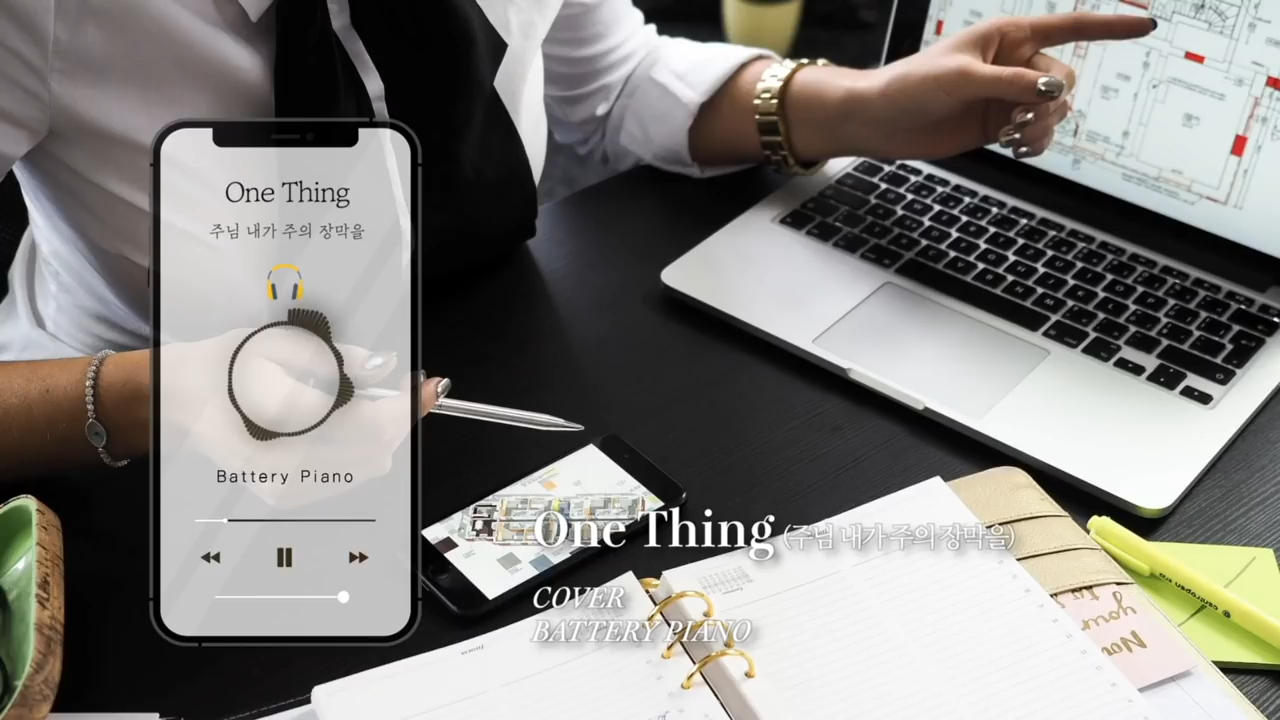 One Thing
주님 내가 주의 장막을
Battery Piano
One Thing (주님 내가 주의 장막을)
COVER
BATTERY PIANO